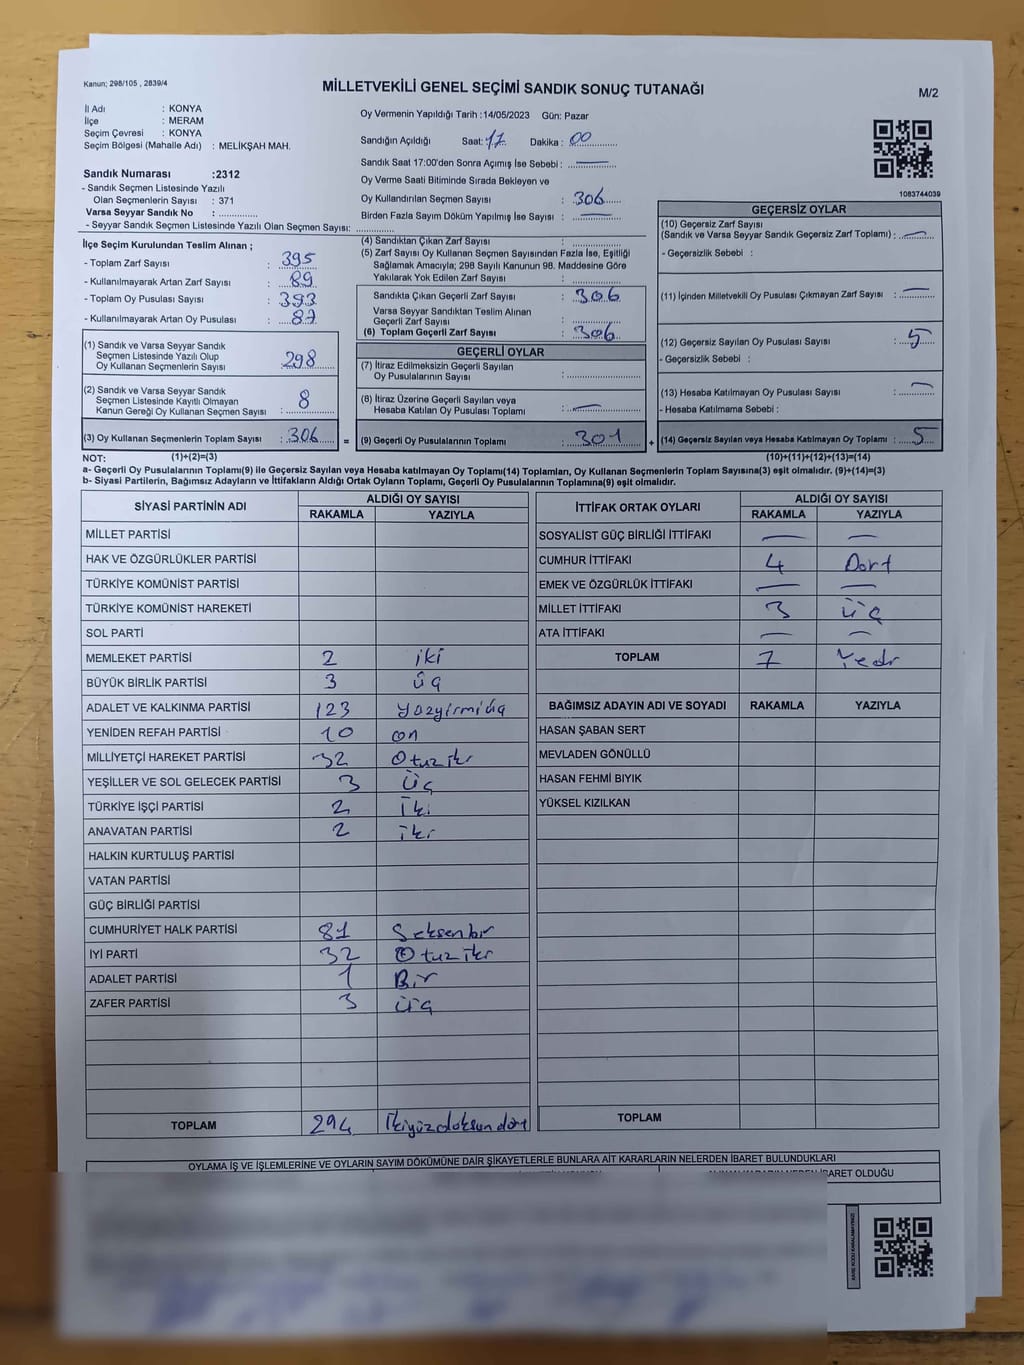 Kanun; 298/105 , 2839/4
MİLLETVEKİLİ GENEL SEÇİMİ SANDIK SONUÇ TUTANAĞI
M/2
İl Adı : KONYA
İlçe : MERAM
Seçim Çevresi : KONYA
Seçim Bölgesi (Mahalle Adı) : MELİKŞAH MAH.
Sandık Numarası :2312
- Sandık Seçmen Listesinde Yazılı
Olan Seçmenlerin Sayısı : 371
Varsa Seyyar Sandık No : ..............
- Seyyar Sandık Seçmen Listesinde Yazılı Olan Seçmen Sayısı: ..............
Oy Vermenin Yapıldığı Tarih :14/05/2023 Gün: Pazar
Sandığın Açıldığı Saat: 17 Dakika : 00
Sandık Saat 17:00'den Sonra Açımış İse Sebebi : —
Oy Verme Saati Bitiminde Sırada Bekleyen ve
Oy Kullandırılan Seçmen Sayısı : 306
Birden Fazla Sayım Döküm Yapılmış İse Sayısı : —
1083744039
İlçe Seçim Kurulundan Teslim Alınan ;
- Toplam Zarf Sayısı : 395
- Kullanılmayarak Artan Zarf Sayısı : 89
- Toplam Oy Pusulası Sayısı : 393
- Kullanılmayarak Artan Oy Pusulası : 87
(1) Sandık ve Varsa Seyyar Sandık
Seçmen Listesinde Yazılı Olup
Oy Kullanan Seçmenlerin Sayısı : 298
(2) Sandık ve Varsa Seyyar Sandık
Seçmen Listesinde Kayıtlı Olmayan
Kanun Gereği Oy Kullanan Seçmen Sayısı : 8
(3) Oy Kullanan Seçmenlerin Toplam Sayısı : 306 =
(4) Sandıktan Çıkan Zarf Sayısı : ..............
(5) Zarf Sayısı Oy Kullanan Seçmen Sayısından Fazla İse, Eşitliği
Sağlamak Amacıyla; 298 Sayılı Kanunun 98. Maddesine Göre
Yakılarak Yok Edilen Zarf Sayısı : ..............
Sandıkta Çıkan Geçerli Zarf Sayısı : 306
Varsa Seyyar Sandıktan Teslim Alınan
Geçerli Zarf Sayısı : ..............
(6) Toplam Geçerli Zarf Sayısı : 306
GEÇERLİ OYLAR
(7) İtiraz Edilmeksizin Geçerli Sayılan
Oy Pusulalarının Sayısı : ..............
(8) İtiraz Üzerine Geçerli Sayılan veya
Hesaba Katılan Oy Pusulası Toplamı : —
(9) Geçerli Oy Pusulalarının Toplamı : 301 +
GEÇERSİZ OYLAR
(10) Geçersiz Zarf Sayısı
(Sandık ve Varsa Seyyar Sandık Geçersiz Zarf Toplamı) : —
- Geçersizlik Sebebi :
(11) İçinden Milletvekili Oy Pusulası Çıkmayan Zarf Sayısı : —
(12) Geçersiz Sayılan Oy Pusulası Sayısı : 5
- Geçersizlik Sebebi :
(13) Hesaba Katılmayan Oy Pusulası Sayısı : —
- Hesaba Katılmama Sebebi :
(14) Geçersiz Sayılan veya Hesaba Katılmayan Oy Toplamı : 5
NOT: (1)+(2)=(3) (10)+(11)+(12)+(13)=(14)
a- Geçerli Oy Pusulalarının Toplamı(9) ile Geçersiz Sayılan veya Hesaba katılmayan Oy Toplamı(14) Toplamları, Oy Kullanan Seçmenlerin Toplam Sayısına(3) eşit olmalıdır. (9)+(14)=(3)
b- Siyasi Partilerin, Bağımsız Adayların ve İttifakların Aldığı Ortak Oyların Toplamı, Geçerli Oy Pusulalarının Toplamına(9) eşit olmalıdır.
SİYASİ PARTİNİN ADI ALDIĞI OY SAYISI
RAKAMLA YAZIYLA
MİLLET PARTİSİ
HAK VE ÖZGÜRLÜKLER PARTİSİ
TÜRKİYE KOMÜNİST PARTİSİ
TÜRKİYE KOMÜNİST HAREKETİ
SOL PARTİ
MEMLEKET PARTİSİ 2 iki
BÜYÜK BİRLİK PARTİSİ 3 üç
ADALET VE KALKINMA PARTİSİ 123 yüzyirmiüç
YENİDEN REFAH PARTİSİ 10 on
MİLLİYETÇİ HAREKET PARTİSİ 32 Otuziki
YEŞİLLER VE SOL GELECEK PARTİSİ 3 Üç
TÜRKİYE İŞÇİ PARTİSİ 2 İki
ANAVATAN PARTİSİ 2 iki
HALKIN KURTULUŞ PARTİSİ
VATAN PARTİSİ
GÜÇ BİRLİĞİ PARTİSİ
CUMHURİYET HALK PARTİSİ 81 Seksenbir
İYİ PARTİ 32 Otuziki
ADALET PARTİSİ 1 Bir
ZAFER PARTİSİ 3 üç
TOPLAM 294 İkiyüzdoksandört
İTTİFAK ORTAK OYLARI ALDIĞI OY SAYISI
RAKAMLA YAZIYLA
SOSYALİST GÜÇ BİRLİĞİ İTTİFAKI — —
CUMHUR İTTİFAKI 4 Dört
EMEK VE ÖZGÜRLÜK İTTİFAKI — —
MİLLET İTTİFAKI 3 üç
ATA İTTİFAKI — —
TOPLAM 7 Yedi
BAĞIMSIZ ADAYIN ADI VE SOYADI RAKAMLA YAZIYLA
HASAN ŞABAN SERT
MEVLADEN GÖNÜLLÜ
HASAN FEHMİ BIYIK
YÜKSEL KIZILKAN
TOPLAM
OYLAMA İŞ VE İŞLEMLERİNE VE OYLARIN SAYIM DÖKÜMÜNE DAİR ŞİKAYETLERLE BUNLARA AİT KARARLARIN NELERDEN İBARET BULUNDUKLARI
İBARET OLDUĞU